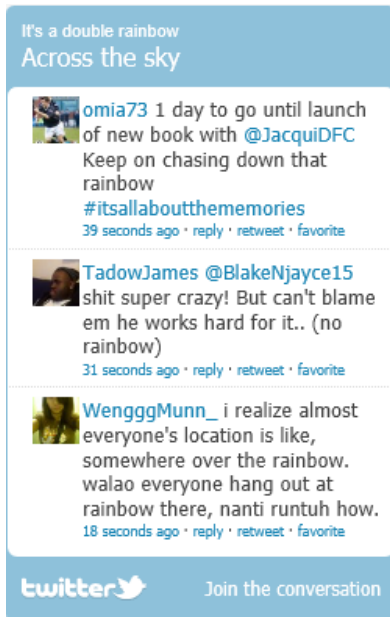 It's a double rainbow
Across the sky
omia73 1 day to go until launch
of new book with @JacquiDFC
Keep on chasing down that
rainbow
#itsallaboutthememories
39 seconds ago · reply · retweet · favorite
TadowJames @BlakeNjayce15
shit super crazy! But can't blame
em he works hard for it.. (no
rainbow)
31 seconds ago · reply · retweet · favorite
WengggMunn_ i realize almost
everyone's location is like,
somewhere over the rainbow.
walao everyone hang out at
rainbow there, nanti runtuh how.
18 seconds ago · reply · retweet · favorite
twitter
Join the conversation